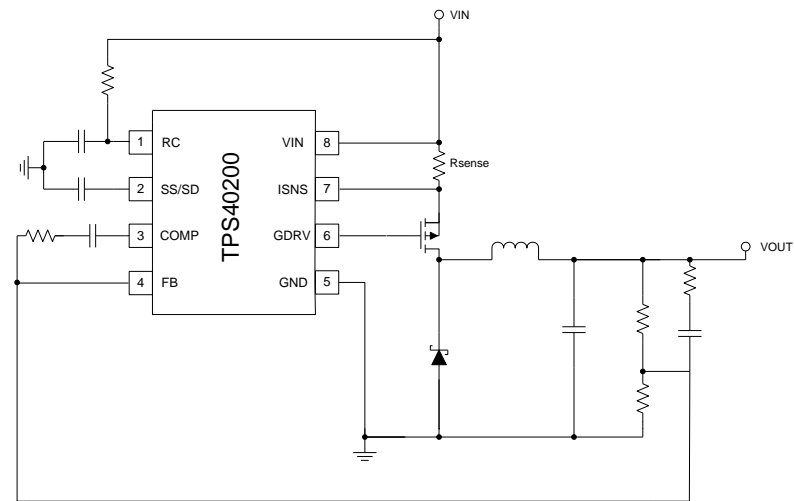 VIN
1 RC VIN 8
Rsense
2 SS/SD ISNS 7
TPS40200
3 COMP GDRV 6
VOUT
4 FB GND 5